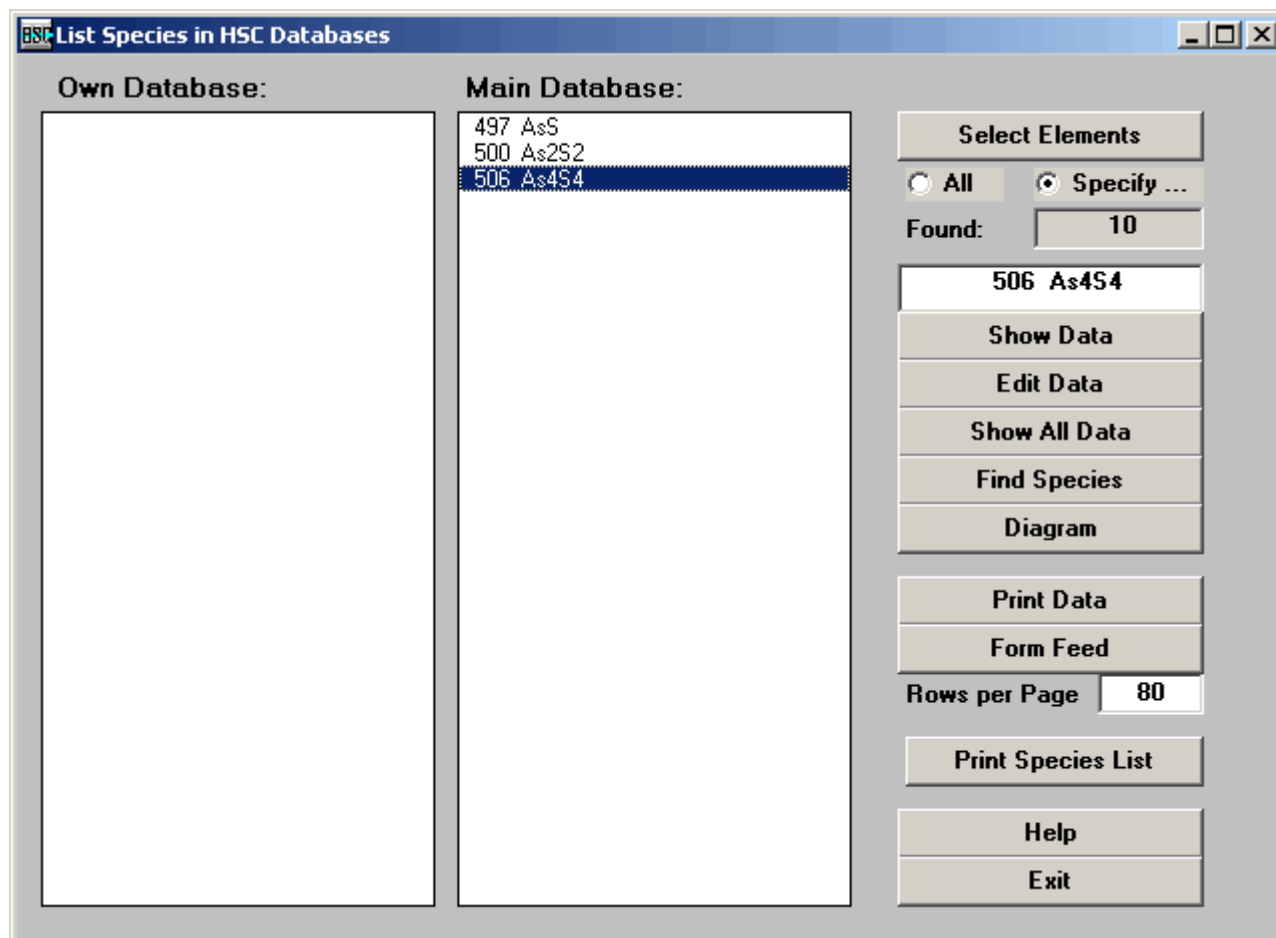 HSC List Species in HSC Databases
Own Database:
Main Database:
497 AsS
500 As2S2
506 As4S4
Select Elements
All
Specify ...
Found:
10
506 As4S4
Show Data
Edit Data
Show All Data
Find Species
Diagram
Print Data
Form Feed
Rows per Page
80
Print Species List
Help
Exit